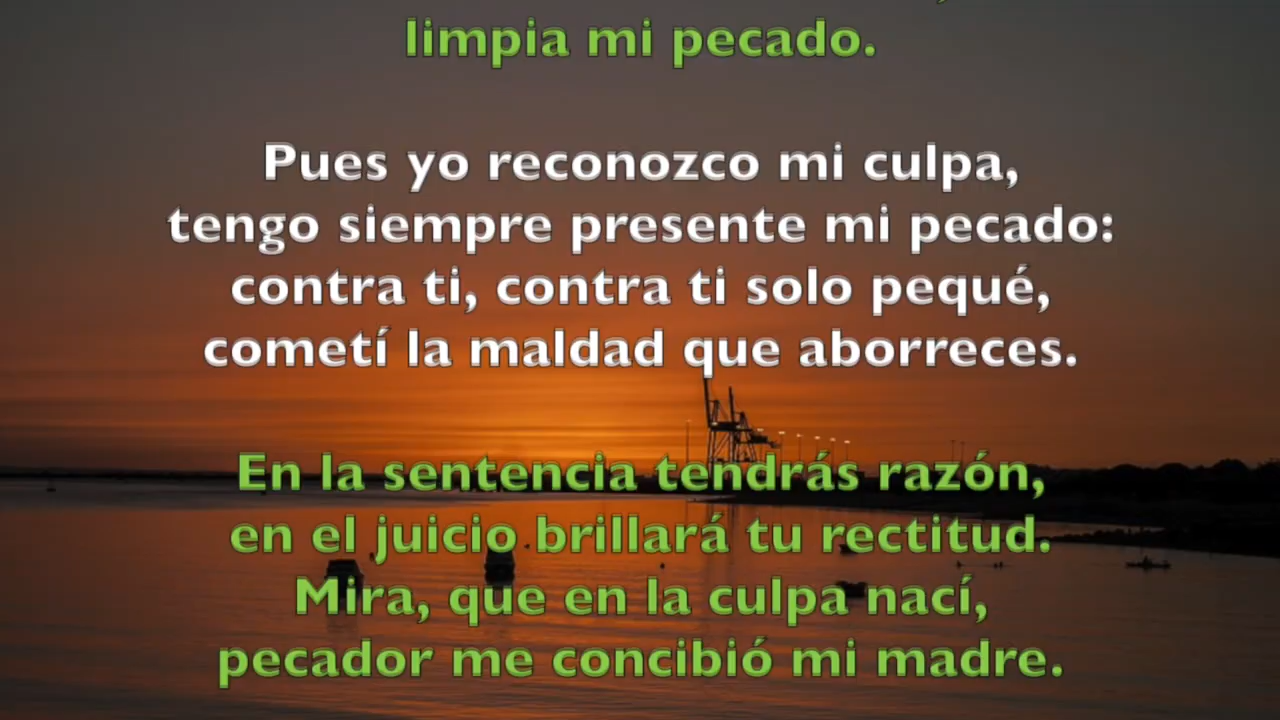 limpia mi pecado.
Pues yo reconozco mi culpa,
tengo siempre presente mi pecado:
contra ti, contra ti solo pequé,
cometí la maldad que aborreces.
En la sentencia tendrás razón,
en el juicio brillará tu rectitud.
Mira, que en la culpa nací,
pecador me concibió mi madre.